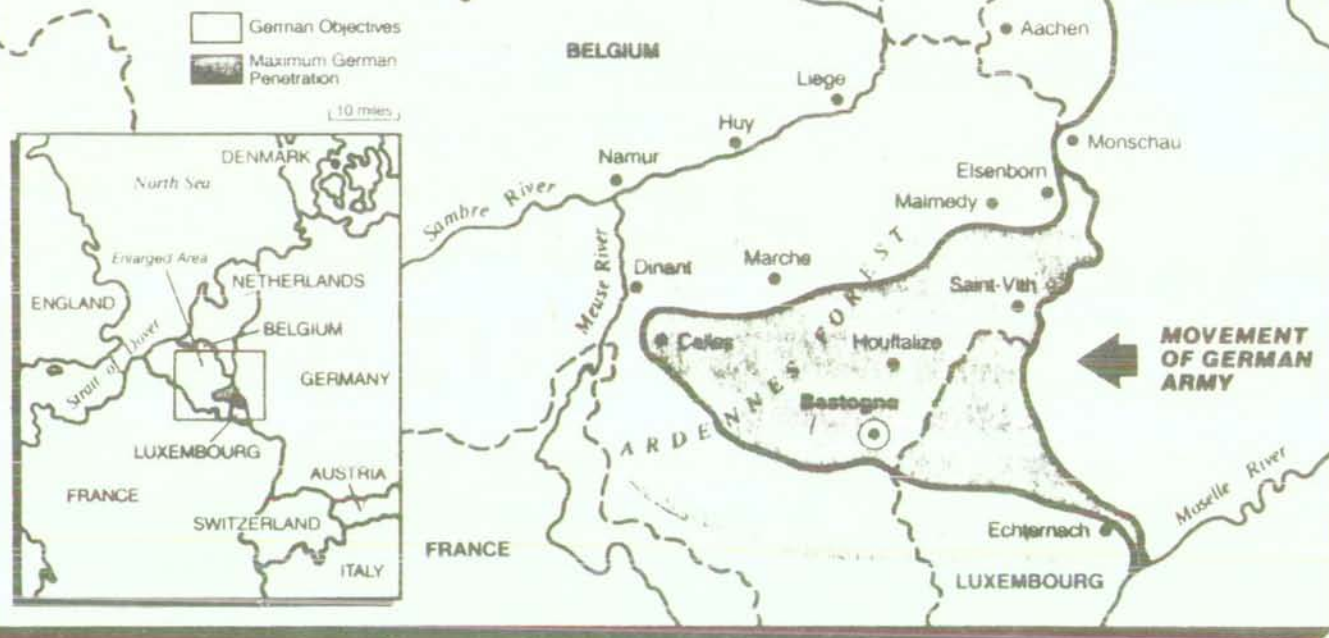 German Objectives
Maximum German
Penetration
10 miles
DENMARK
North Sea
Enlarged Area
NETHERLANDS
ENGLAND
BELGIUM
Strait of Dover
GERMANY
LUXEMBOURG
FRANCE
AUSTRIA
SWITZERLAND
ITALY
BELGIUM
Aachen
Liege
Huy
Monschau
Namur
Elsenborn
Malmedy
Sambre River
Meuse River
Dinant
Marche
Saint-Vith
Celles
Houffalize
ARDENNES FOREST
Bastogne
MOVEMENT
OF GERMAN
ARMY
Muselle River
Echternach
FRANCE
LUXEMBOURG